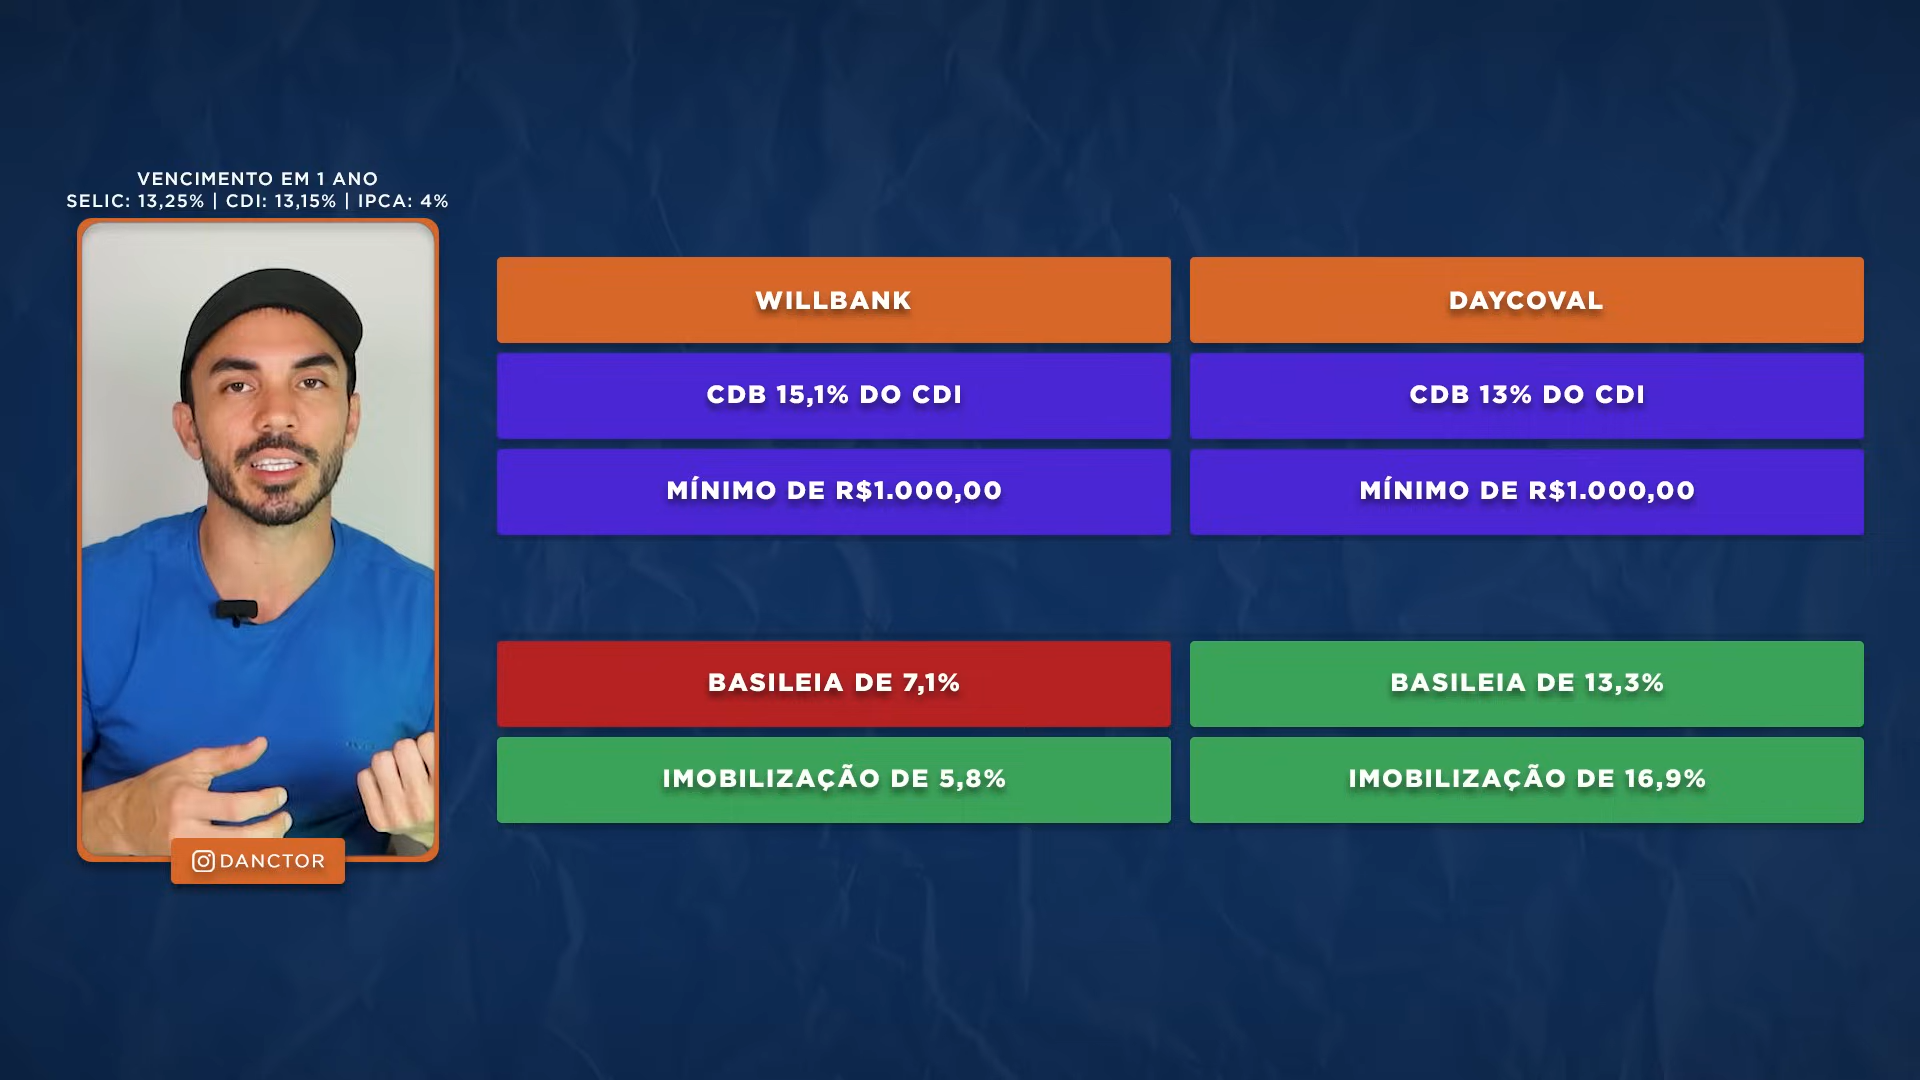 VENCIMENTO EM 1 ANO
SELIC: 13,25% | CDI: 13,15% | IPCA: 4%
DANCTOR
WILLBANK
CDB 15,1% DO CDI
MÍNIMO DE R$1.000,00
BASILEIA DE 7,1%
IMOBILIZAÇÃO DE 5,8%
DAYCOVAL
CDB 13% DO CDI
MÍNIMO DE R$1.000,00
BASILEIA DE 13,3%
IMOBILIZAÇÃO DE 16,9%